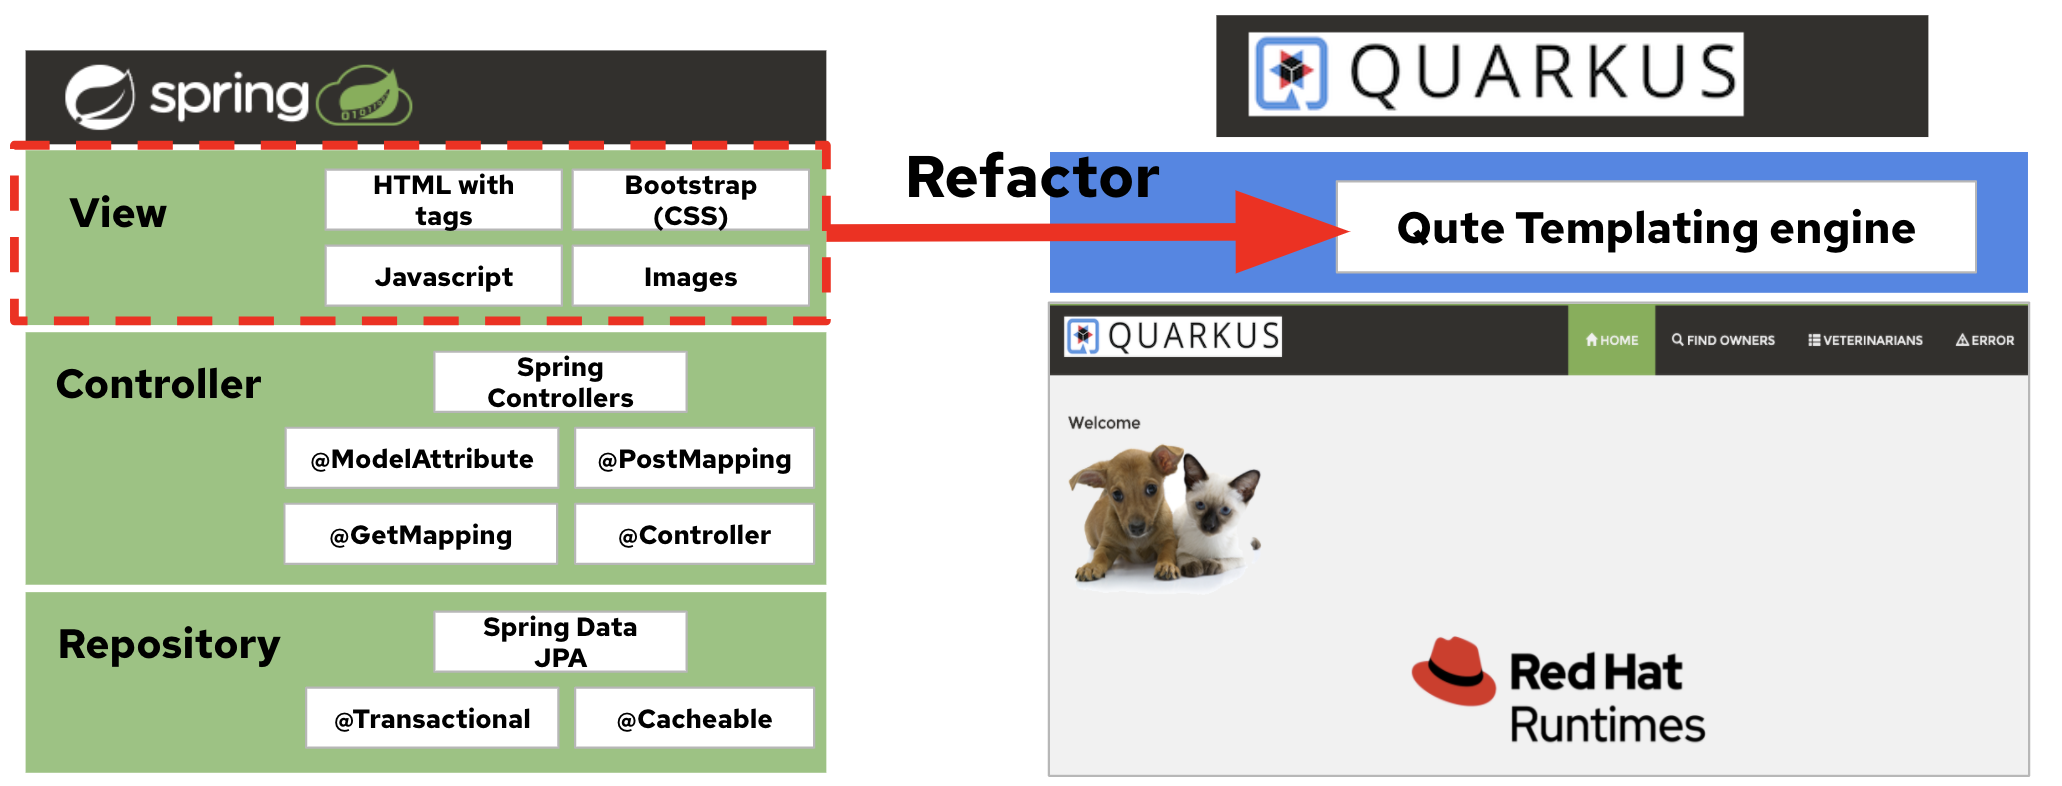 spring
View
HTML with
tags
Bootstrap
(CSS)
Javascript
Images
Controller
Spring
Controllers
@ModelAttribute
@PostMapping
@GetMapping
@Controller
Repository
Spring Data
JPA
@Transactional
@Cacheable
Refactor
QUARKUS
Qute Templating engine
QUARKUS
HOME
FIND OWNERS
VETERINARIANS
ERROR
Welcome
Red Hat
Runtimes